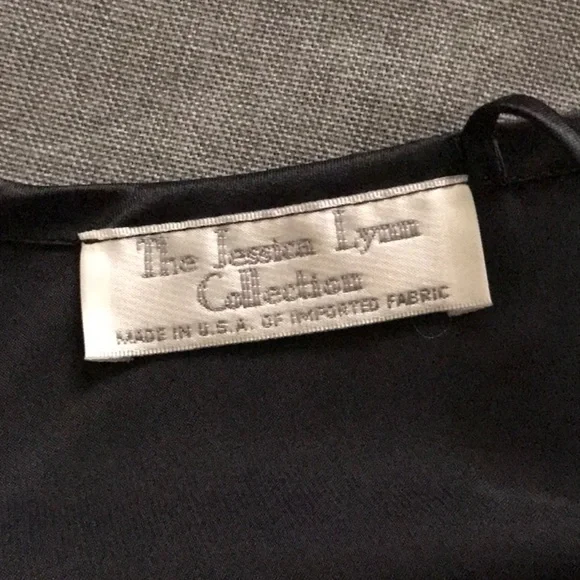 The Jessica Lynn
Collection
MADE IN U.S.A. OF IMPORTED FABRIC